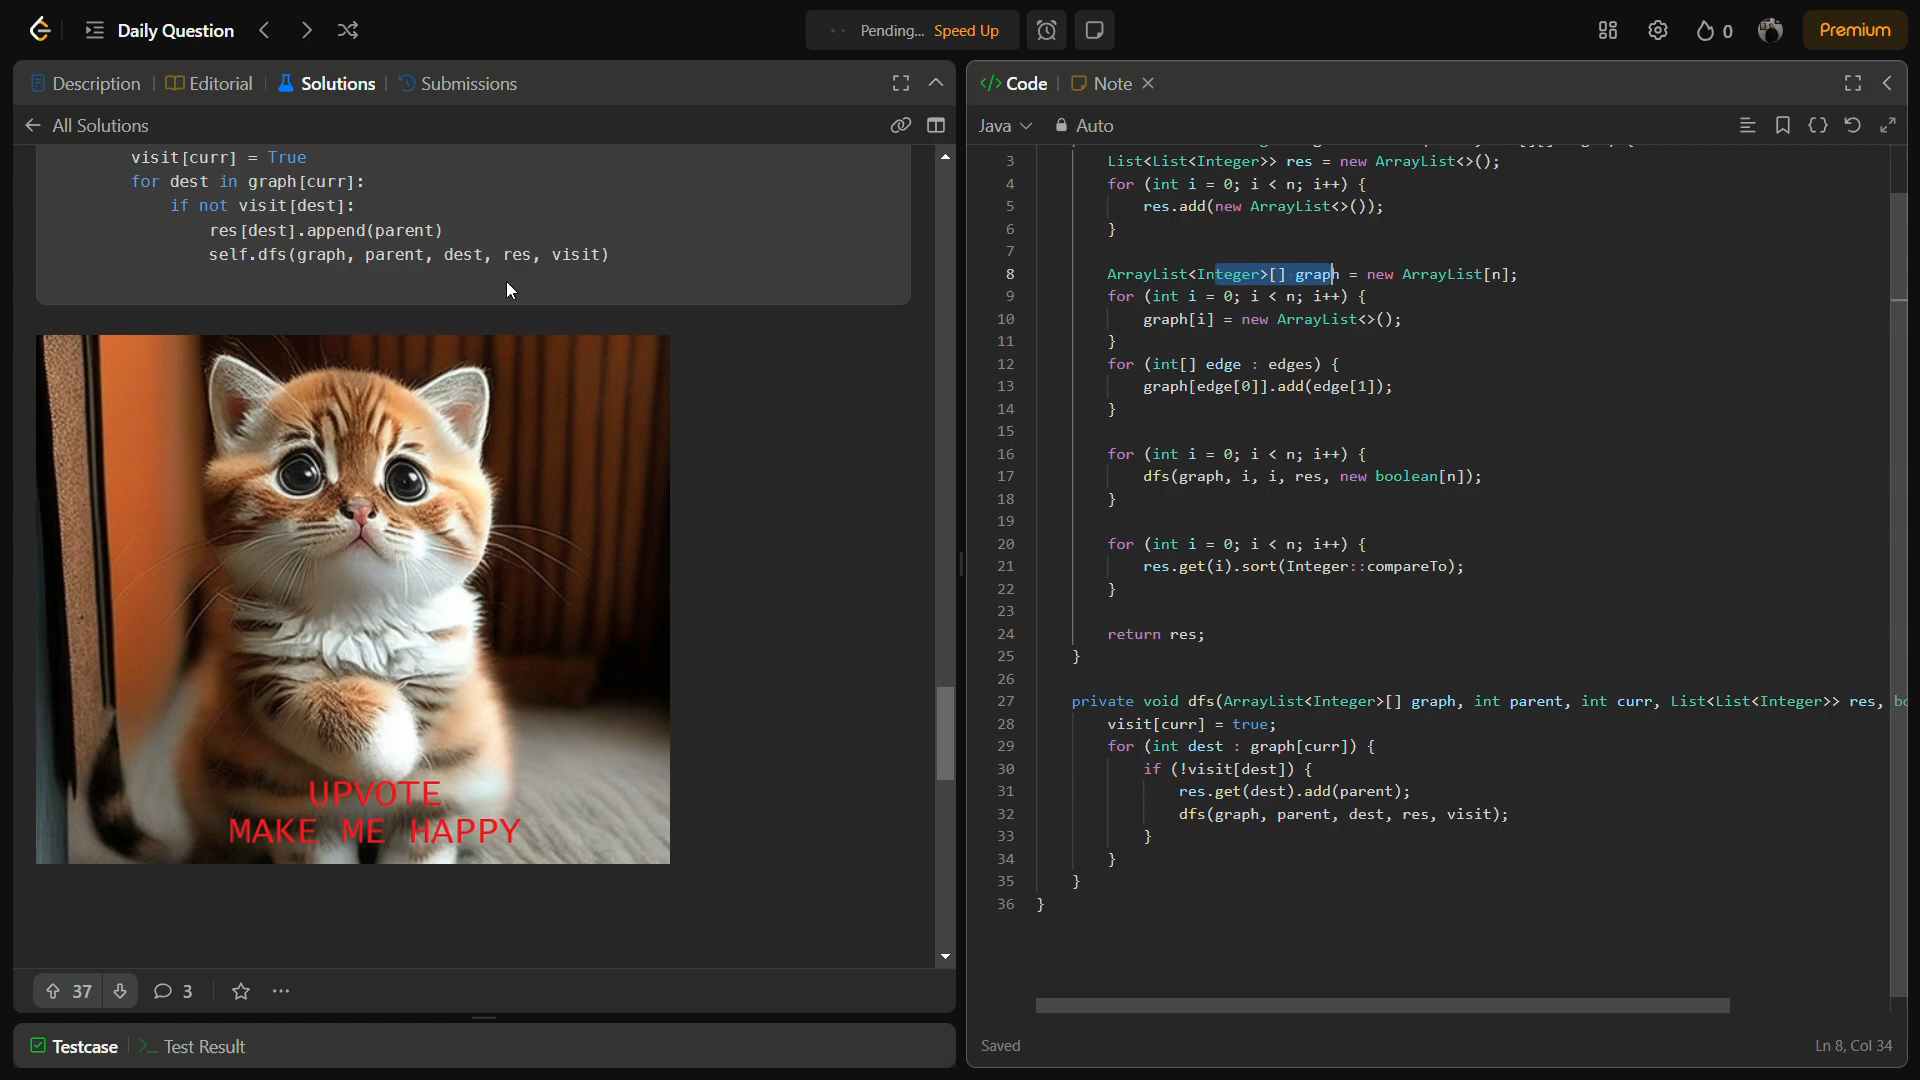 Daily Question
Pending... Speed Up
0
Premium
Description
Editorial
Solutions
Submissions
All Solutions
visit[curr] = True
for dest in graph[curr]:
if not visit[dest]:
res[dest].append(parent)
self.dfs(graph, parent, dest, res, visit)
UPVOTE
MAKE ME HAPPY
37
3
Testcase
Test Result
</> Code
Note
Java
Auto
3 List<List<Integer>> res = new ArrayList<>();
4 for (int i = 0; i < n; i++) {
5 res.add(new ArrayList<>());
6 }
7
8 ArrayList<Integer>[] graph = new ArrayList[n];
9 for (int i = 0; i < n; i++) {
10 graph[i] = new ArrayList<>();
11 }
12 for (int[] edge : edges) {
13 graph[edge[0]].add(edge[1]);
14 }
15
16 for (int i = 0; i < n; i++) {
17 dfs(graph, i, i, res, new boolean[n]);
18 }
19
20 for (int i = 0; i < n; i++) {
21 res.get(i).sort(Integer::compareTo);
22 }
23
24 return res;
25 }
26
27 private void dfs(ArrayList<Integer>[] graph, int parent, int curr, List<List<Integer>> res,
28 visit[curr] = true;
29 for (int dest : graph[curr]) {
30 if (!visit[dest]) {
31 res.get(dest).add(parent);
32 dfs(graph, parent, dest, res, visit);
33 }
34 }
35 }
36 }
Saved
Ln 8, Col 34